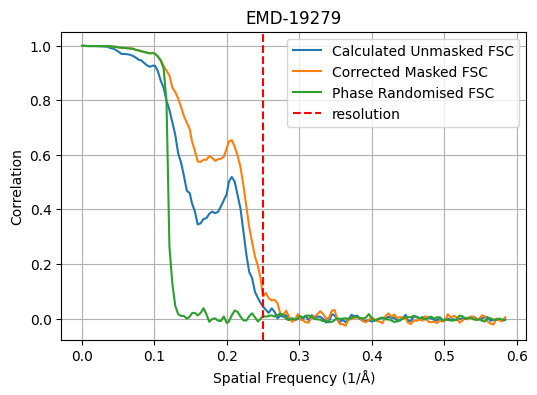 EMD-19279
Calculated Unmasked FSC
Corrected Masked FSC
Phase Randomised FSC
resolution
Correlation
1.0
0.8
0.6
0.4
0.2
0.0
0.0
0.1
0.2
0.3
0.4
0.5
0.6
Spatial Frequency (1/Å)